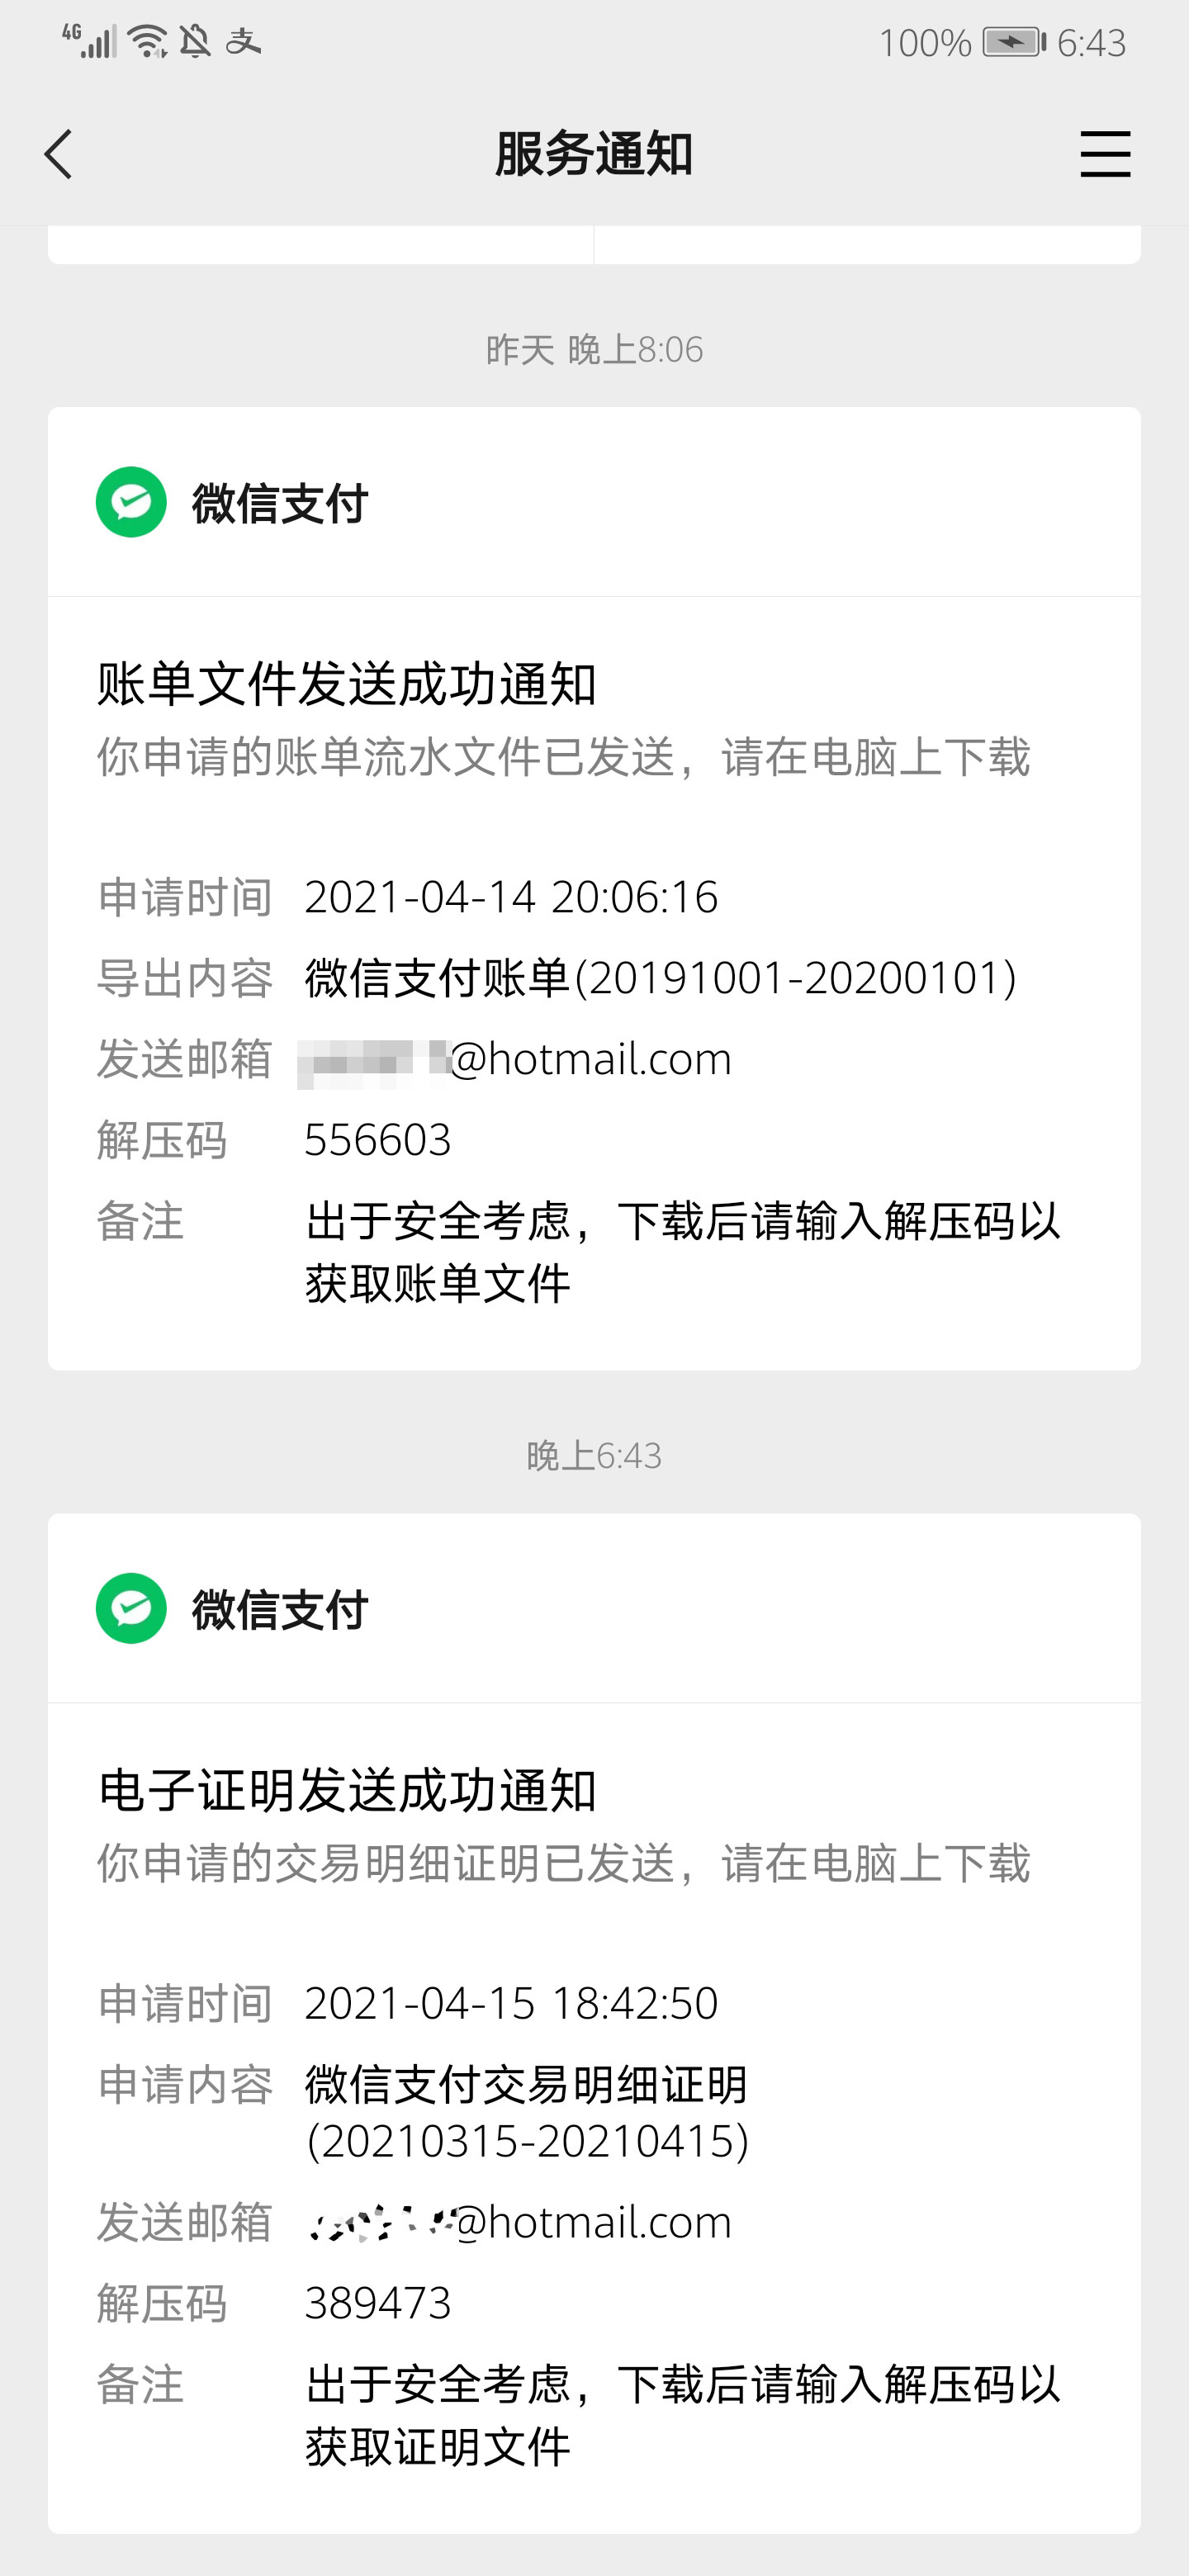 4G 支 100% 6:43
服务通知
昨天 晚上8:06
微信支付
账单文件发送成功通知
你申请的账单流水文件已发送，请在电脑上下载
申请时间 2021-04-14 20:06:16
导出内容 微信支付账单(20191001-20200101)
发送邮箱 @hotmail.com
解压码 556603
备注 出于安全考虑，下载后请输入解压码以
获取账单文件
晚上6:43
微信支付
电子证明发送成功通知
你申请的交易明细证明已发送，请在电脑上下载
申请时间 2021-04-15 18:42:50
申请内容 微信支付交易明细证明
(20210315-20210415)
发送邮箱 @hotmail.com
解压码 389473
备注 出于安全考虑，下载后请输入解压码以
获取证明文件